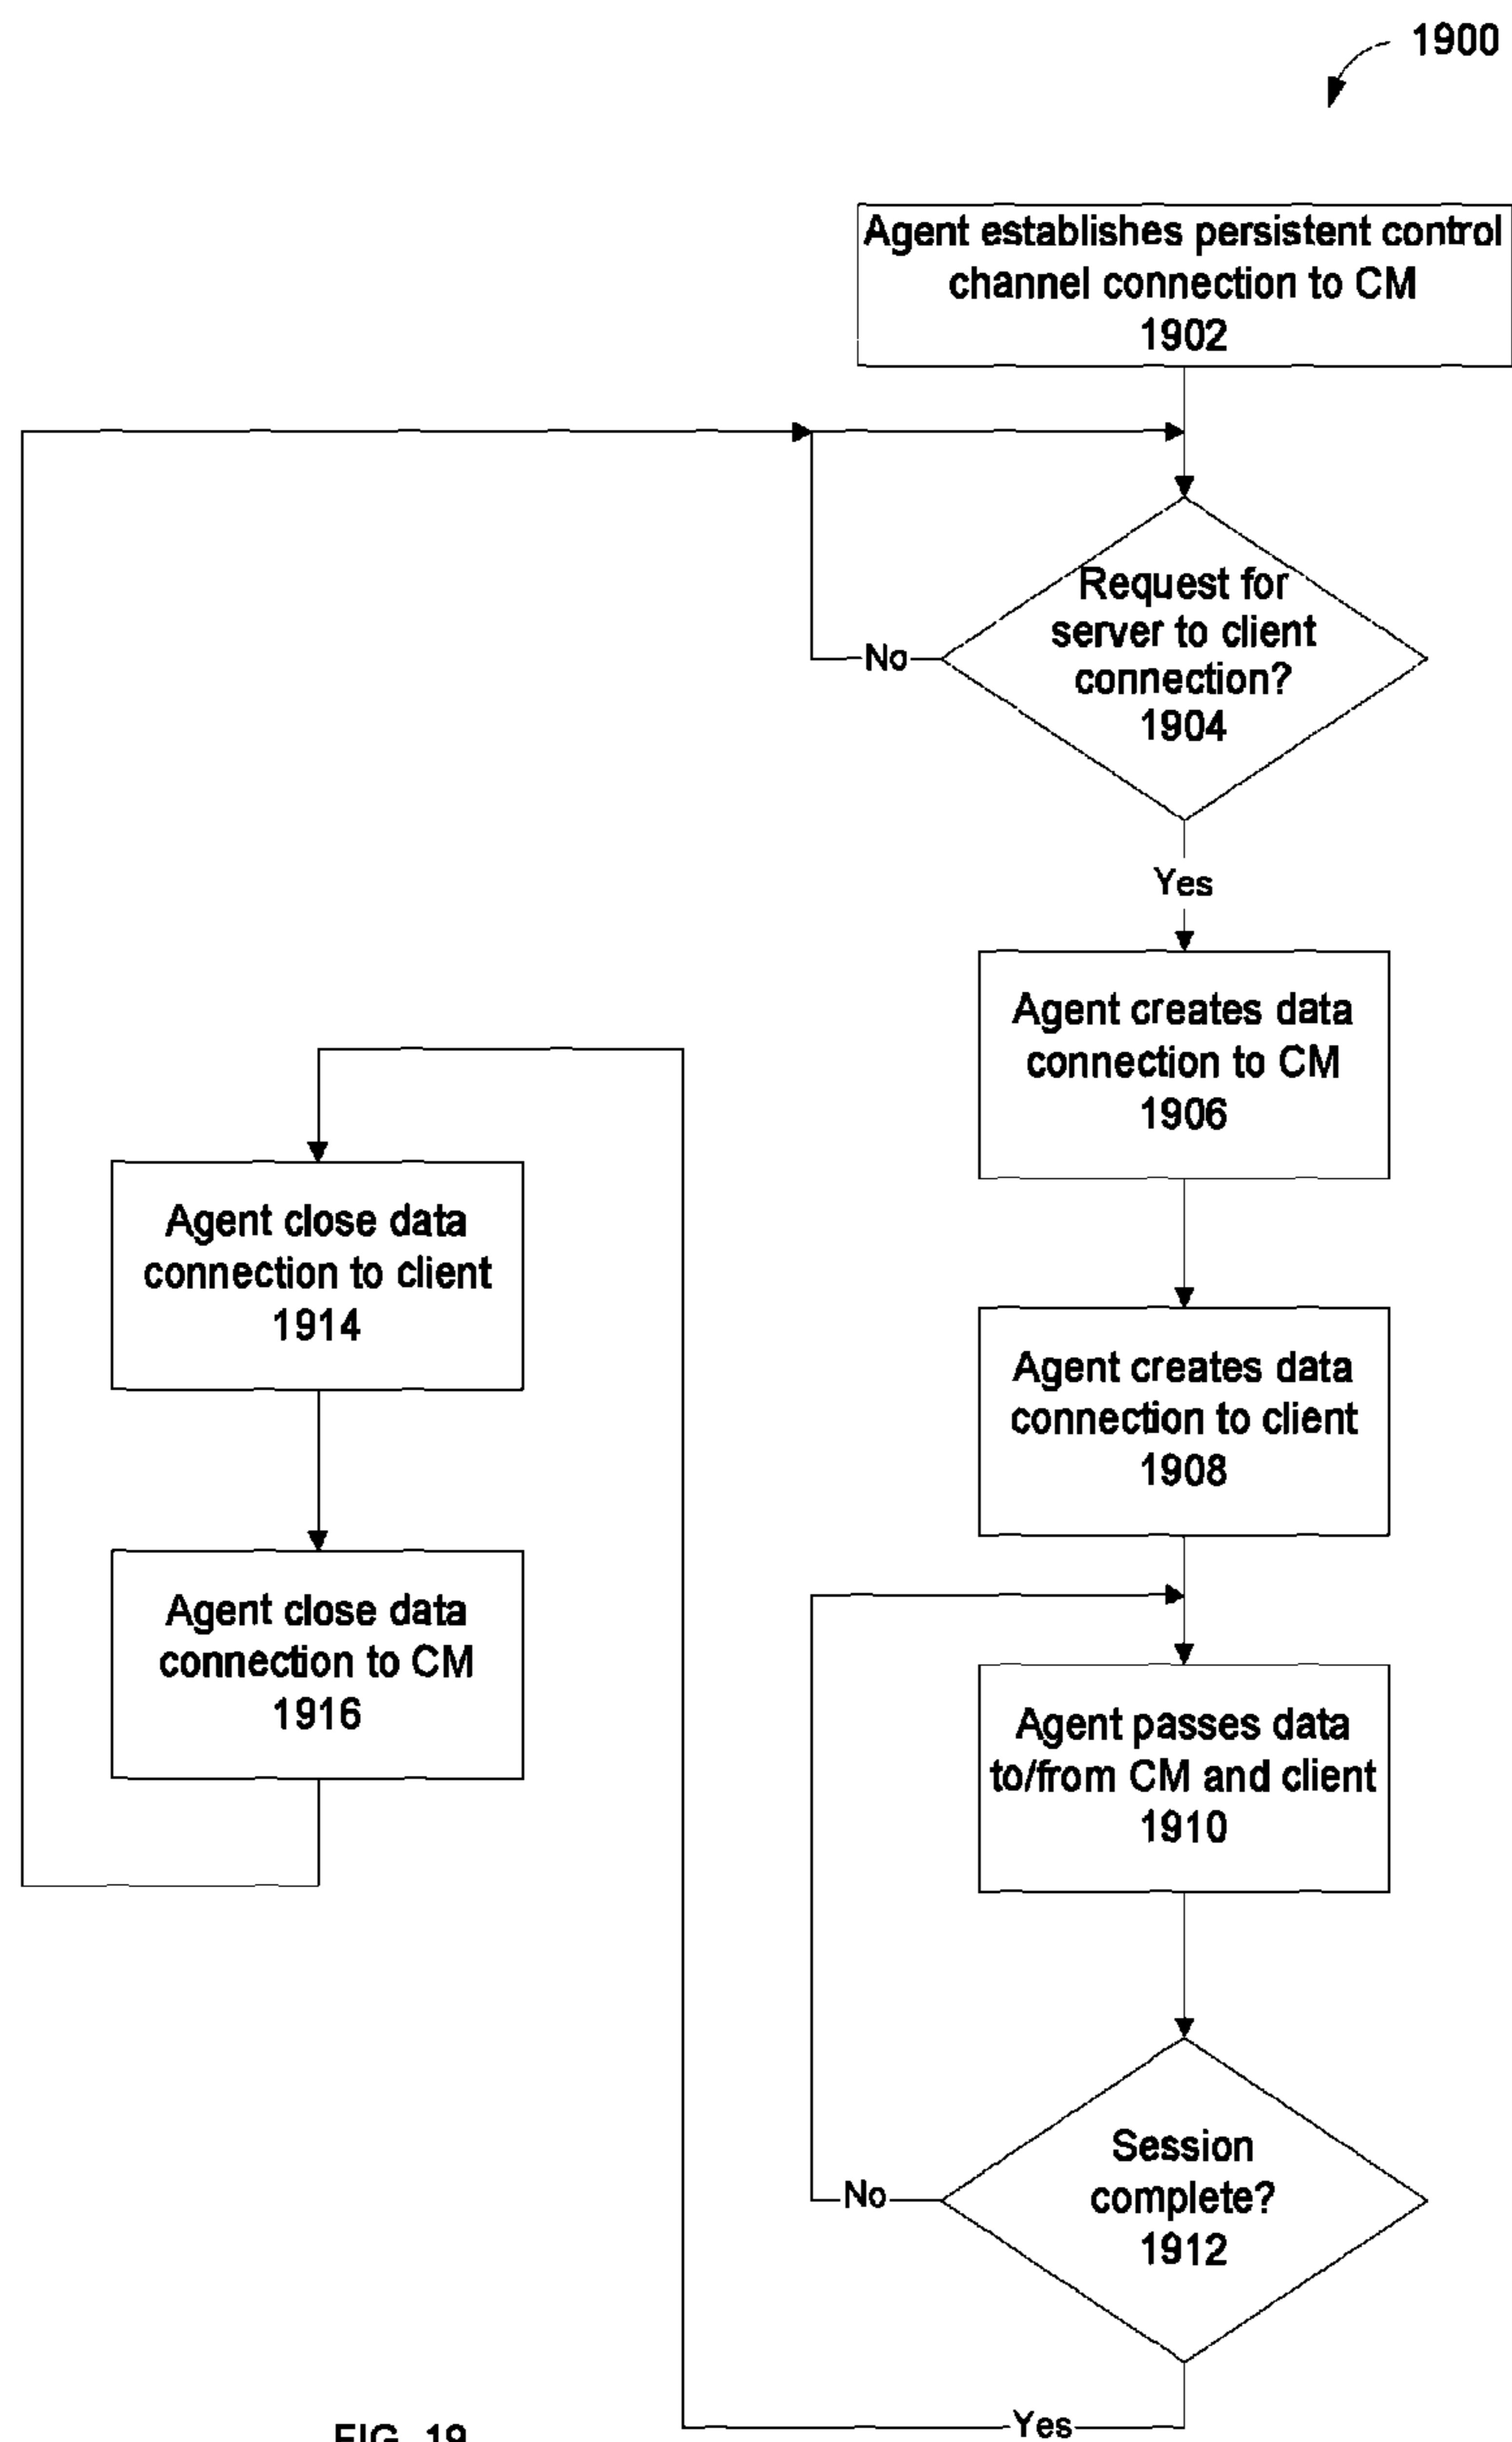 1900
Agent establishes persistent control
channel connection to CM
1902
Request for
server to client
connection?
1904
No
Yes
Agent creates data
connection to CM
1906
Agent close data
connection to client
1914
Agent creates data
connection to client
1908
Agent close data
connection to CM
1916
Agent passes data
to/from CM and client
1910
Session
complete?
1912
No
Yes
FIG. 19